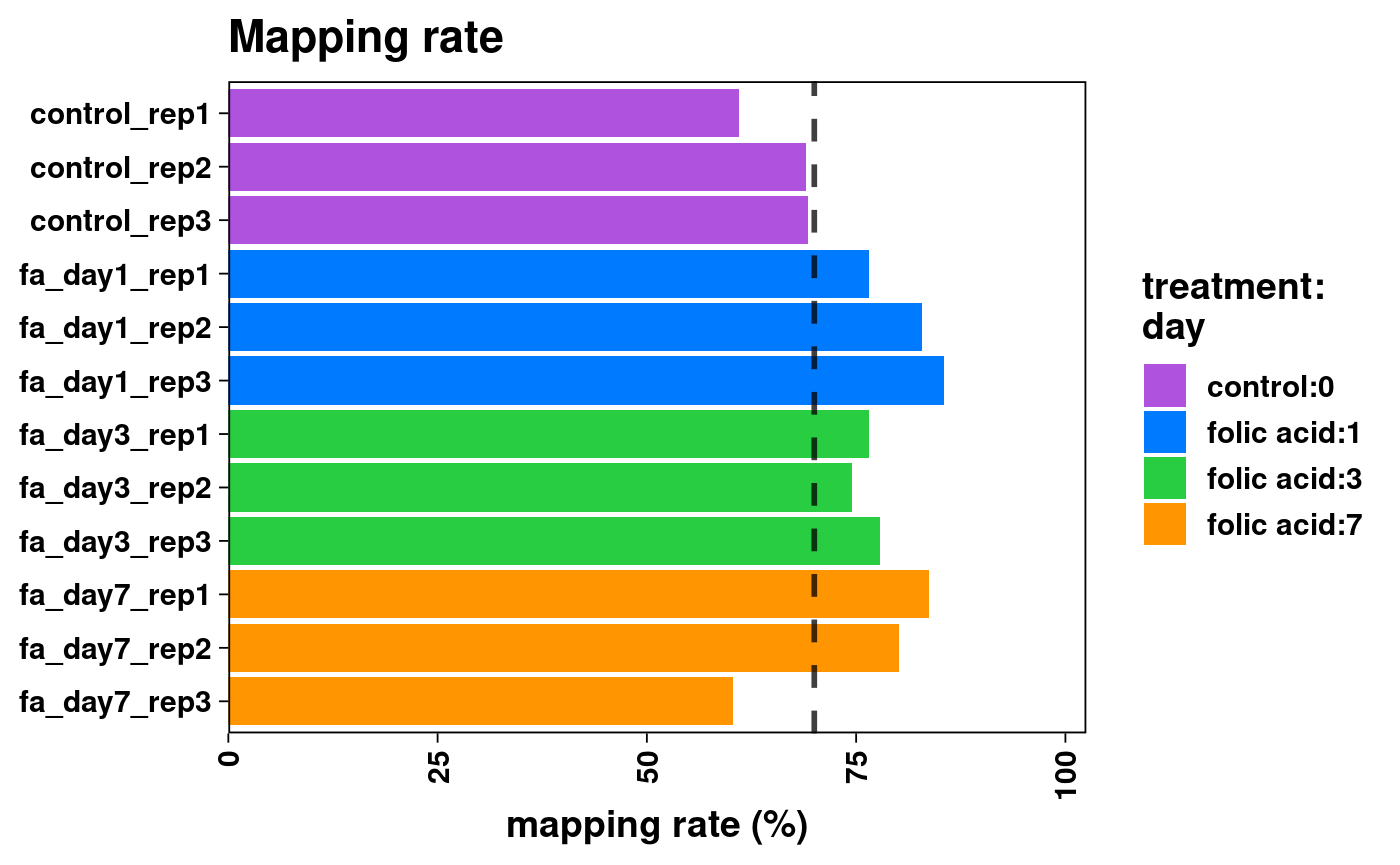 Mapping rate
control_rep1
control_rep2
control_rep3
fa_day1_rep1
fa_day1_rep2
fa_day1_rep3
fa_day3_rep1
fa_day3_rep2
fa_day3_rep3
fa_day7_rep1
fa_day7_rep2
fa_day7_rep3
0
25
50
75
100
mapping rate (%)
treatment:
day
control:0
folic acid:1
folic acid:3
folic acid:7